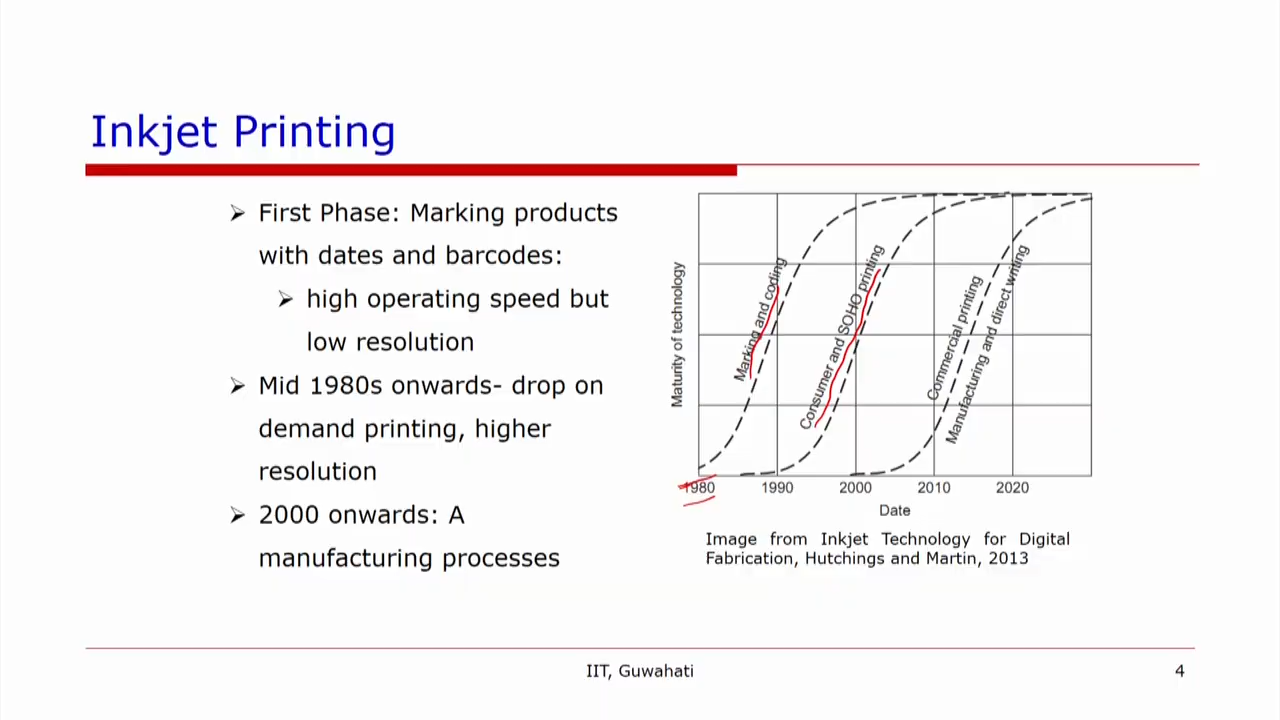 Inkjet Printing
First Phase: Marking products
with dates and barcodes:
high operating speed but
low resolution
Mid 1980s onwards- drop on
demand printing, higher
resolution
2000 onwards: A
manufacturing processes
Maturity of technology
Marking and coding
Consumer and SOHO printing
Commercial printing
Manufacturing and direct writing
1980 1990 2000 2010 2020
Date
Image from Inkjet Technology for Digital
Fabrication, Hutchings and Martin, 2013
IIT, Guwahati
4